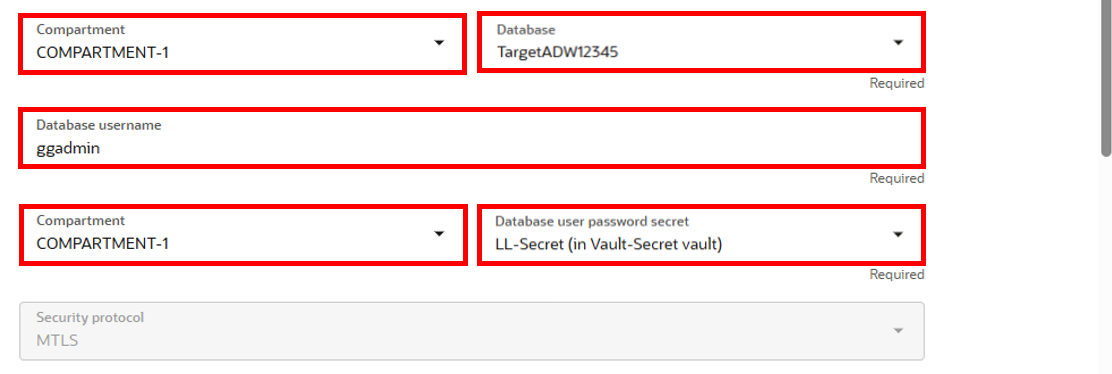 Compartment
COMPARTMENT-1
Database
TargetADW12345
Required
Database username
ggadmin
Required
Compartment
COMPARTMENT-1
Database user password secret
LL-Secret (in Vault-Secret vault)
Required
Security protocol
MTLS